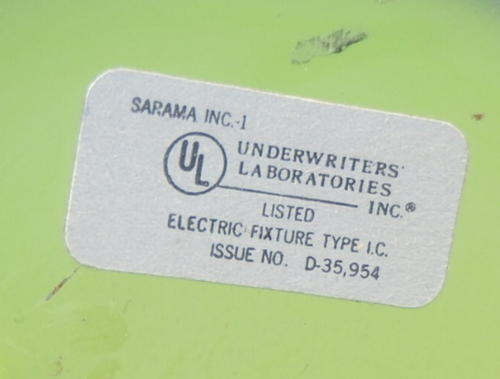 SARAMA INC.-1
UL
UNDERWRITERS'
LABORATORIES
INC.®
LISTED
ELECTRIC FIXTURE TYPE I.C.
ISSUE NO. D-35,954